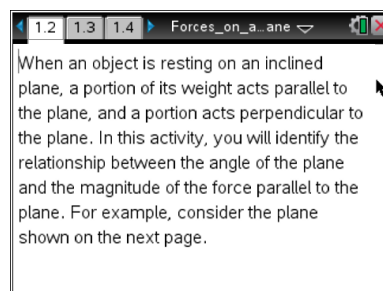 1.2 1.3 1.4 Forces_on_a...ane
When an object is resting on an inclined
plane, a portion of its weight acts parallel to
the plane, and a portion acts perpendicular to
the plane. In this activity, you will identify the
relationship between the angle of the plane
and the magnitude of the force parallel to the
plane. For example, consider the plane
shown on the next page.